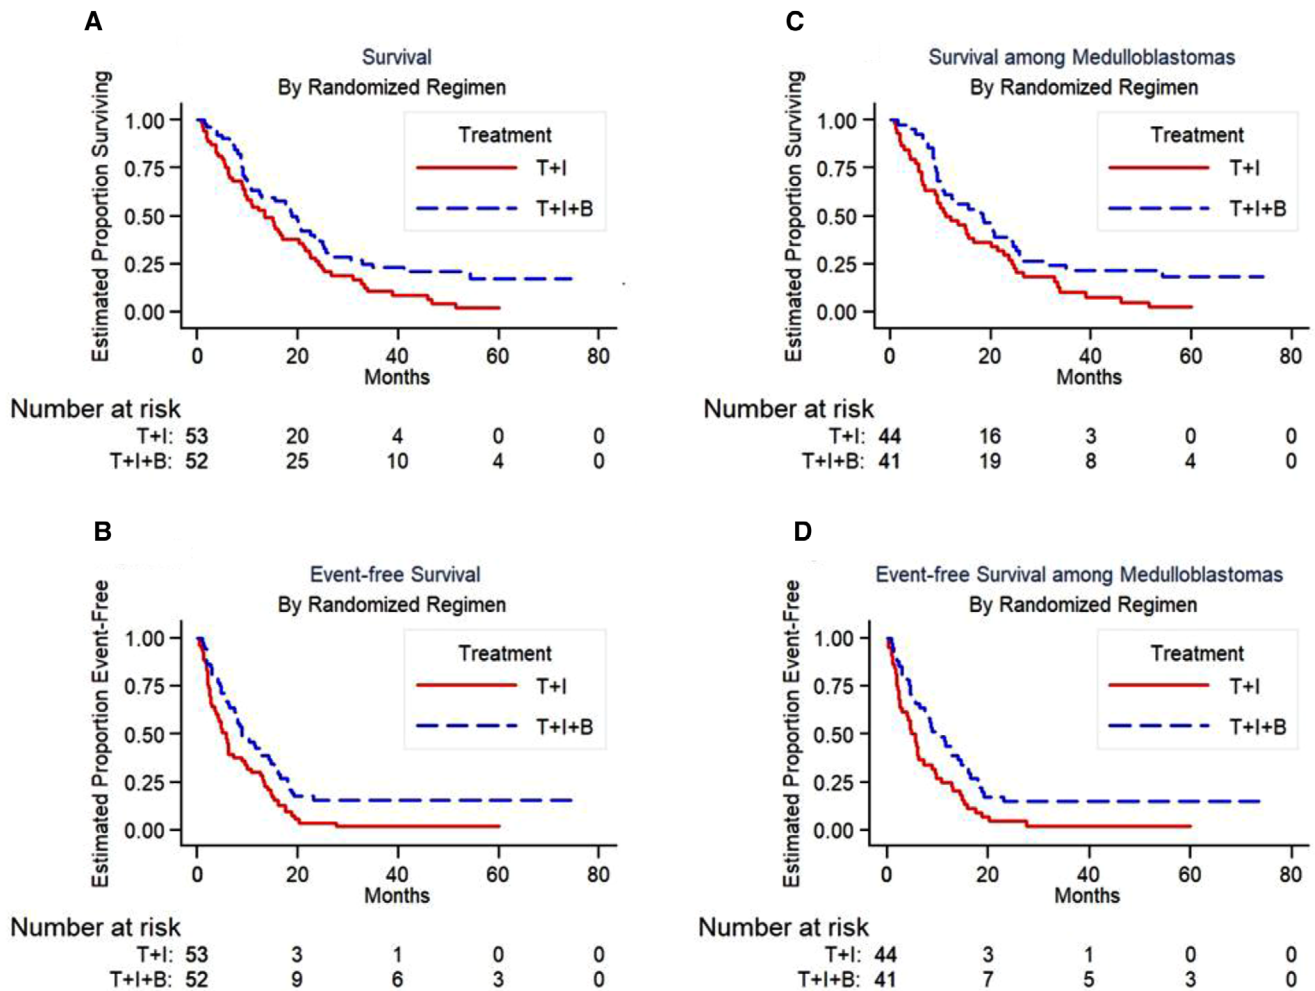 A
Survival
By Randomized Regimen
Estimated Proportion Surviving
1.00
0.75
0.50
0.25
0.00
Treatment
T+I
T+I+B
0 20 40 60 80
Months
Number at risk
T+I: 53 20 4 0 0
T+I+B: 52 25 10 4 0
C
Survival among Medulloblastomas
By Randomized Regimen
Estimated Proportion Surviving
1.00
0.75
0.50
0.25
0.00
Treatment
T+I
T+I+B
0 20 40 60 80
Months
Number at risk
T+I: 44 16 3 0 0
T+I+B: 41 19 8 4 0
B
Event-free Survival
By Randomized Regimen
Estimated Proportion Event-Free
1.00
0.75
0.50
0.25
0.00
Treatment
T+I
T+I+B
0 20 40 60 80
Months
Number at risk
T+I: 53 3 1 0 0
T+I+B: 52 9 6 3 0
D
Event-free Survival among Medulloblastomas
By Randomized Regimen
Estimated Proportion Event-Free
1.00
0.75
0.50
0.25
0.00
Treatment
T+I
T+I+B
0 20 40 60 80
Months
Number at risk
T+I: 44 3 1 0 0
T+I+B: 41 7 5 3 0